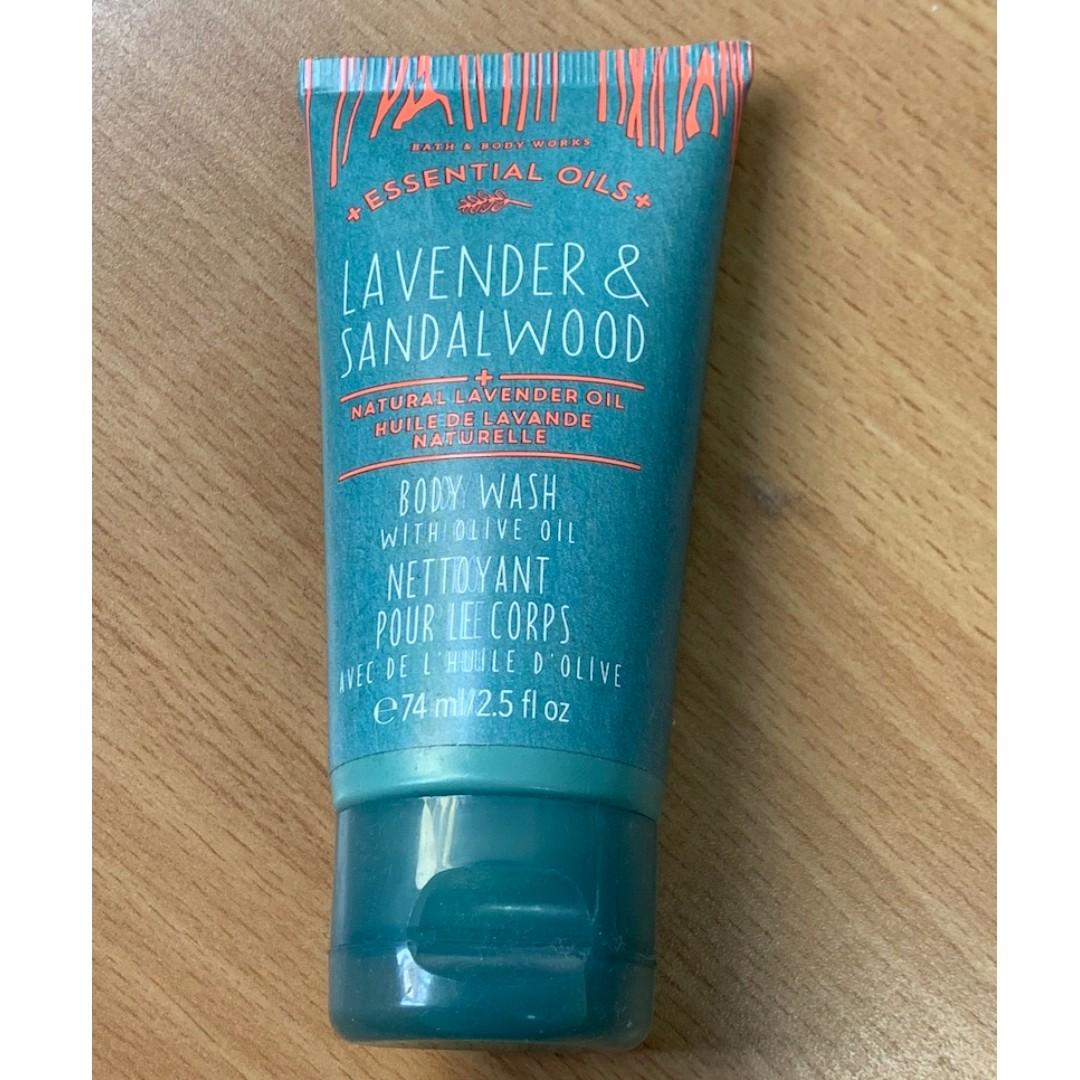 BATH & BODY WORKS
+ESSENTIAL OILS+
LAVENDER &
SANDALWOOD
+
NATURAL LAVENDER OIL
HUILE DE LAVANDE
NATURELLE
BODY WASH
WITH OLIVE OIL
NETTOYANT
POUR LE CORPS
AVEC DE L'HUILE D'OLIVE
℮74 ml/2.5 fl oz